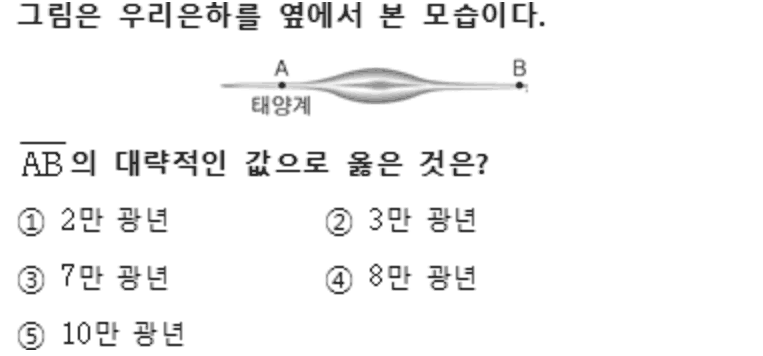 그림은 우리은하를 옆에서 본 모습이다.
A B
태양계
AB의 대략적인 값으로 옳은 것은?
① 2만 광년 ② 3만 광년
③ 7만 광년 ④ 8만 광년
⑤ 10만 광년